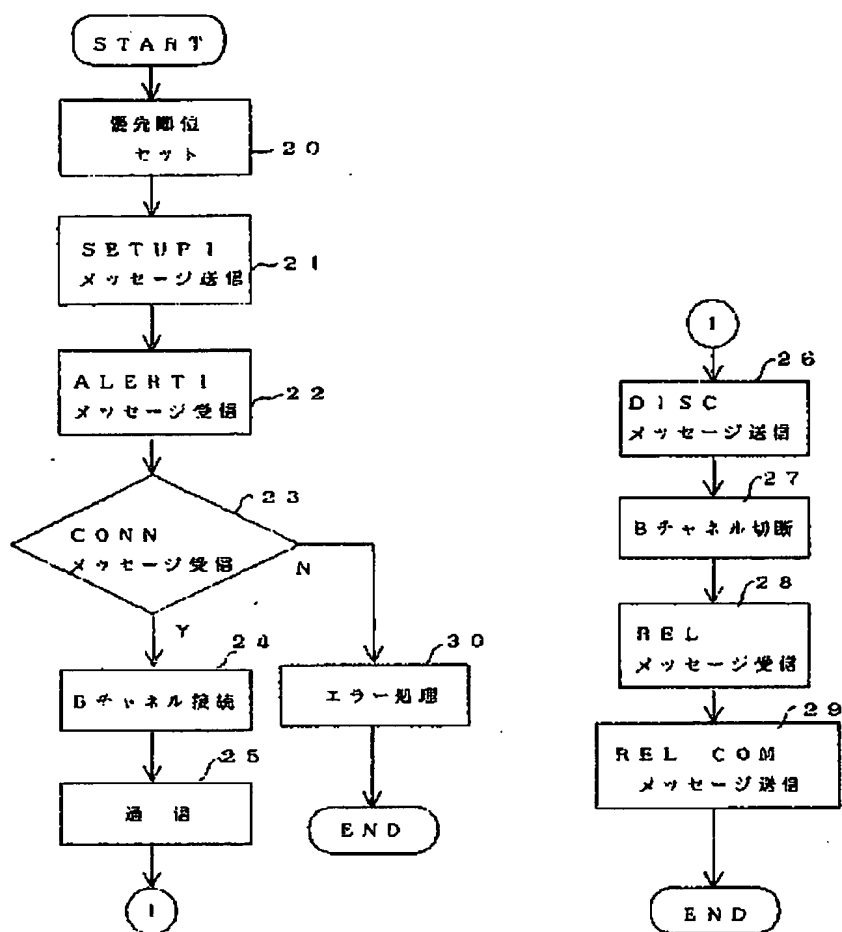 START
優先順位
セット
20
SETUP1
メッセージ送信
21
ALERT1
メッセージ受信
22
23
CONN
メッセージ受信
N
Y
24
Bチャネル接続
25
通信
1
30
エラー処理
END
1
26
DISC
メッセージ送信
27
Bチャネル切断
28
REL
メッセージ受信
29
REL COM
メッセージ送信
END